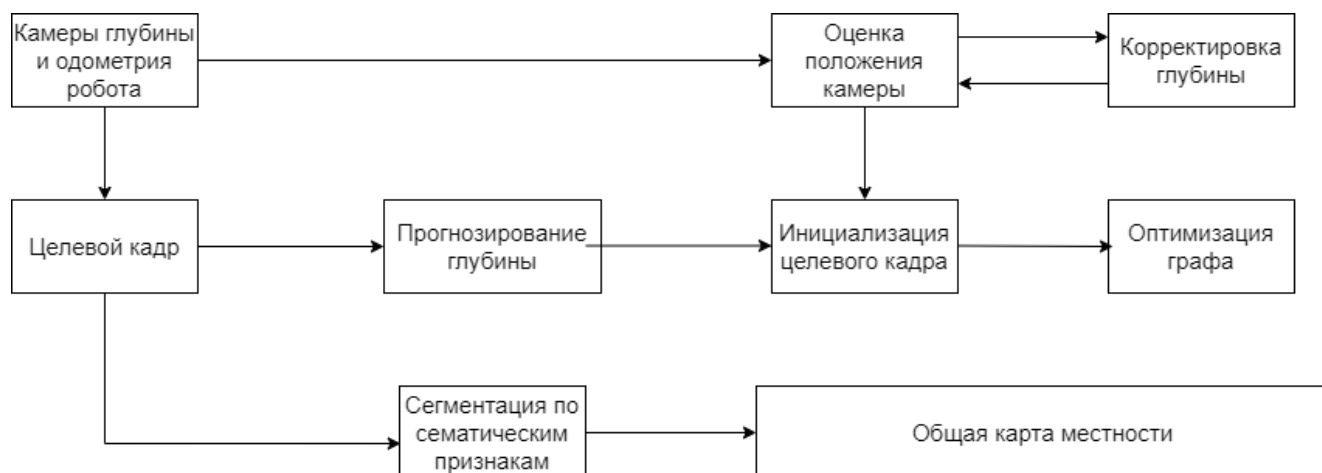 Камеры глубины
и одометрия
робота
Оценка
положения
камеры
Корректировка
глубины
Целевой кадр
Прогнозирование
глубины
Инициализация
целевого кадра
Оптимизация
графа
Сегментация по
сематическим
признакам
Общая карта местности